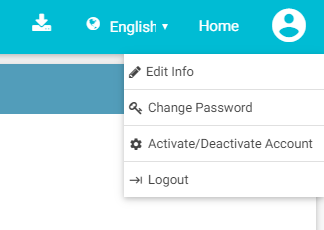 English Home
Edit Info
Change Password
Activate/Deactivate Account
Logout